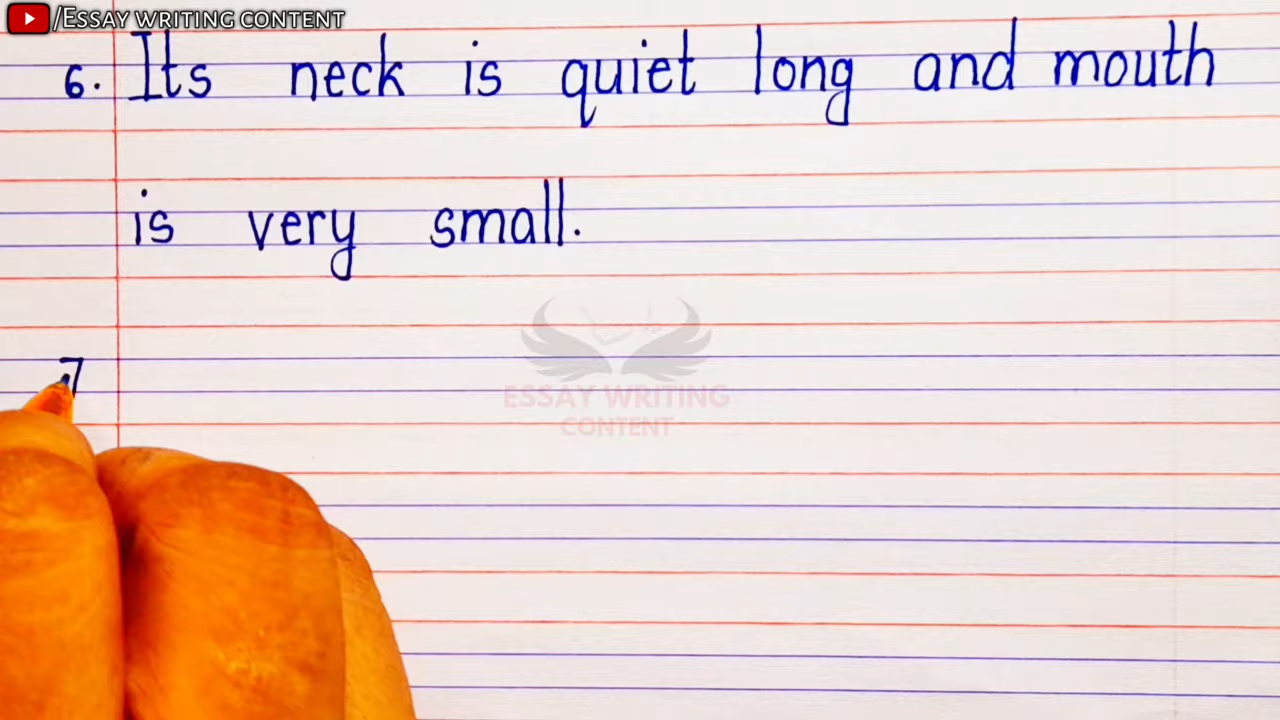 /ESSAY WRITING CONTENT
6. Its neck is quiet long and mouth
is very small.
ESSAY WRITING
CONTENT
7